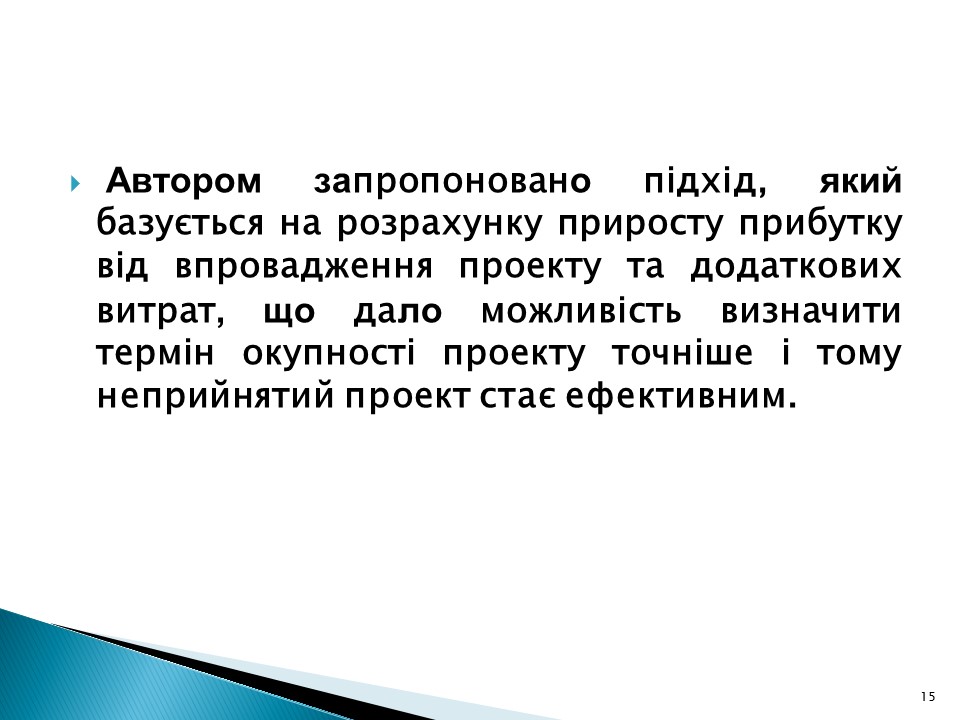 Автором запропоновано підхід, який
базується на розрахунку приросту прибутку
від впровадження проекту та додаткових
витрат, що дало можливість визначити
термін окупності проекту точніше і тому
неприйнятий проект стає ефективним.
15